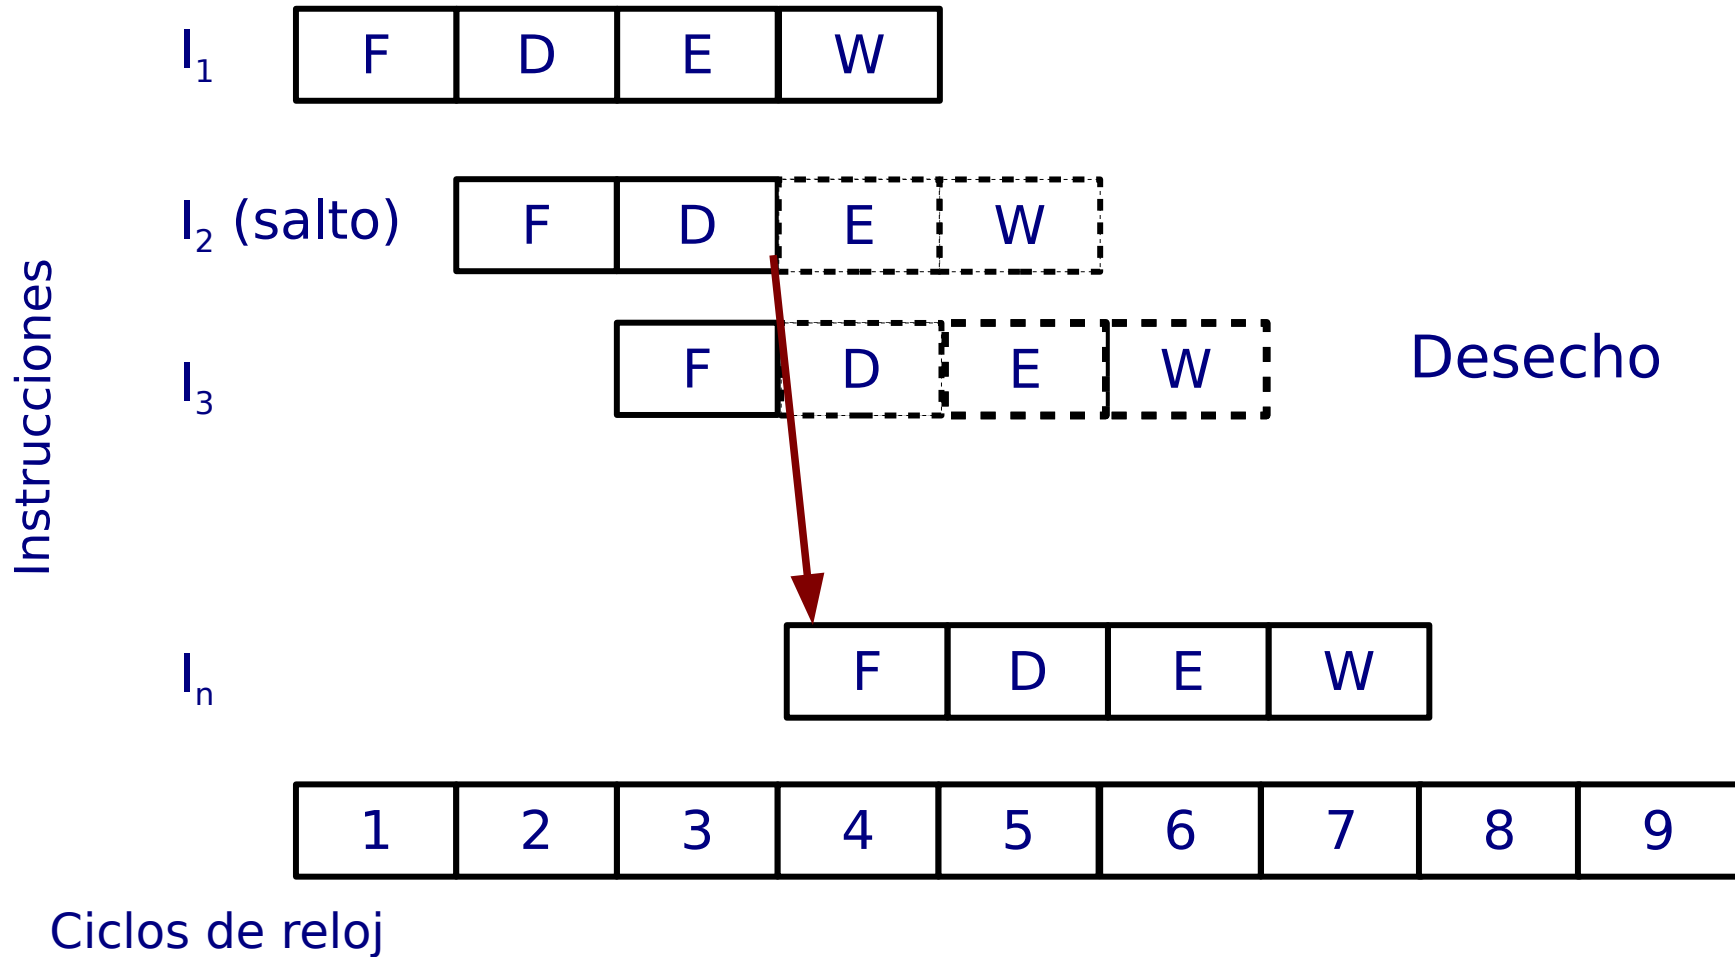 I1 F D E W
I2 (salto) F D E W
I3 F D E W Desecho
Instrucciones
In F D E W
1 2 3 4 5 6 7 8 9
Ciclos de reloj